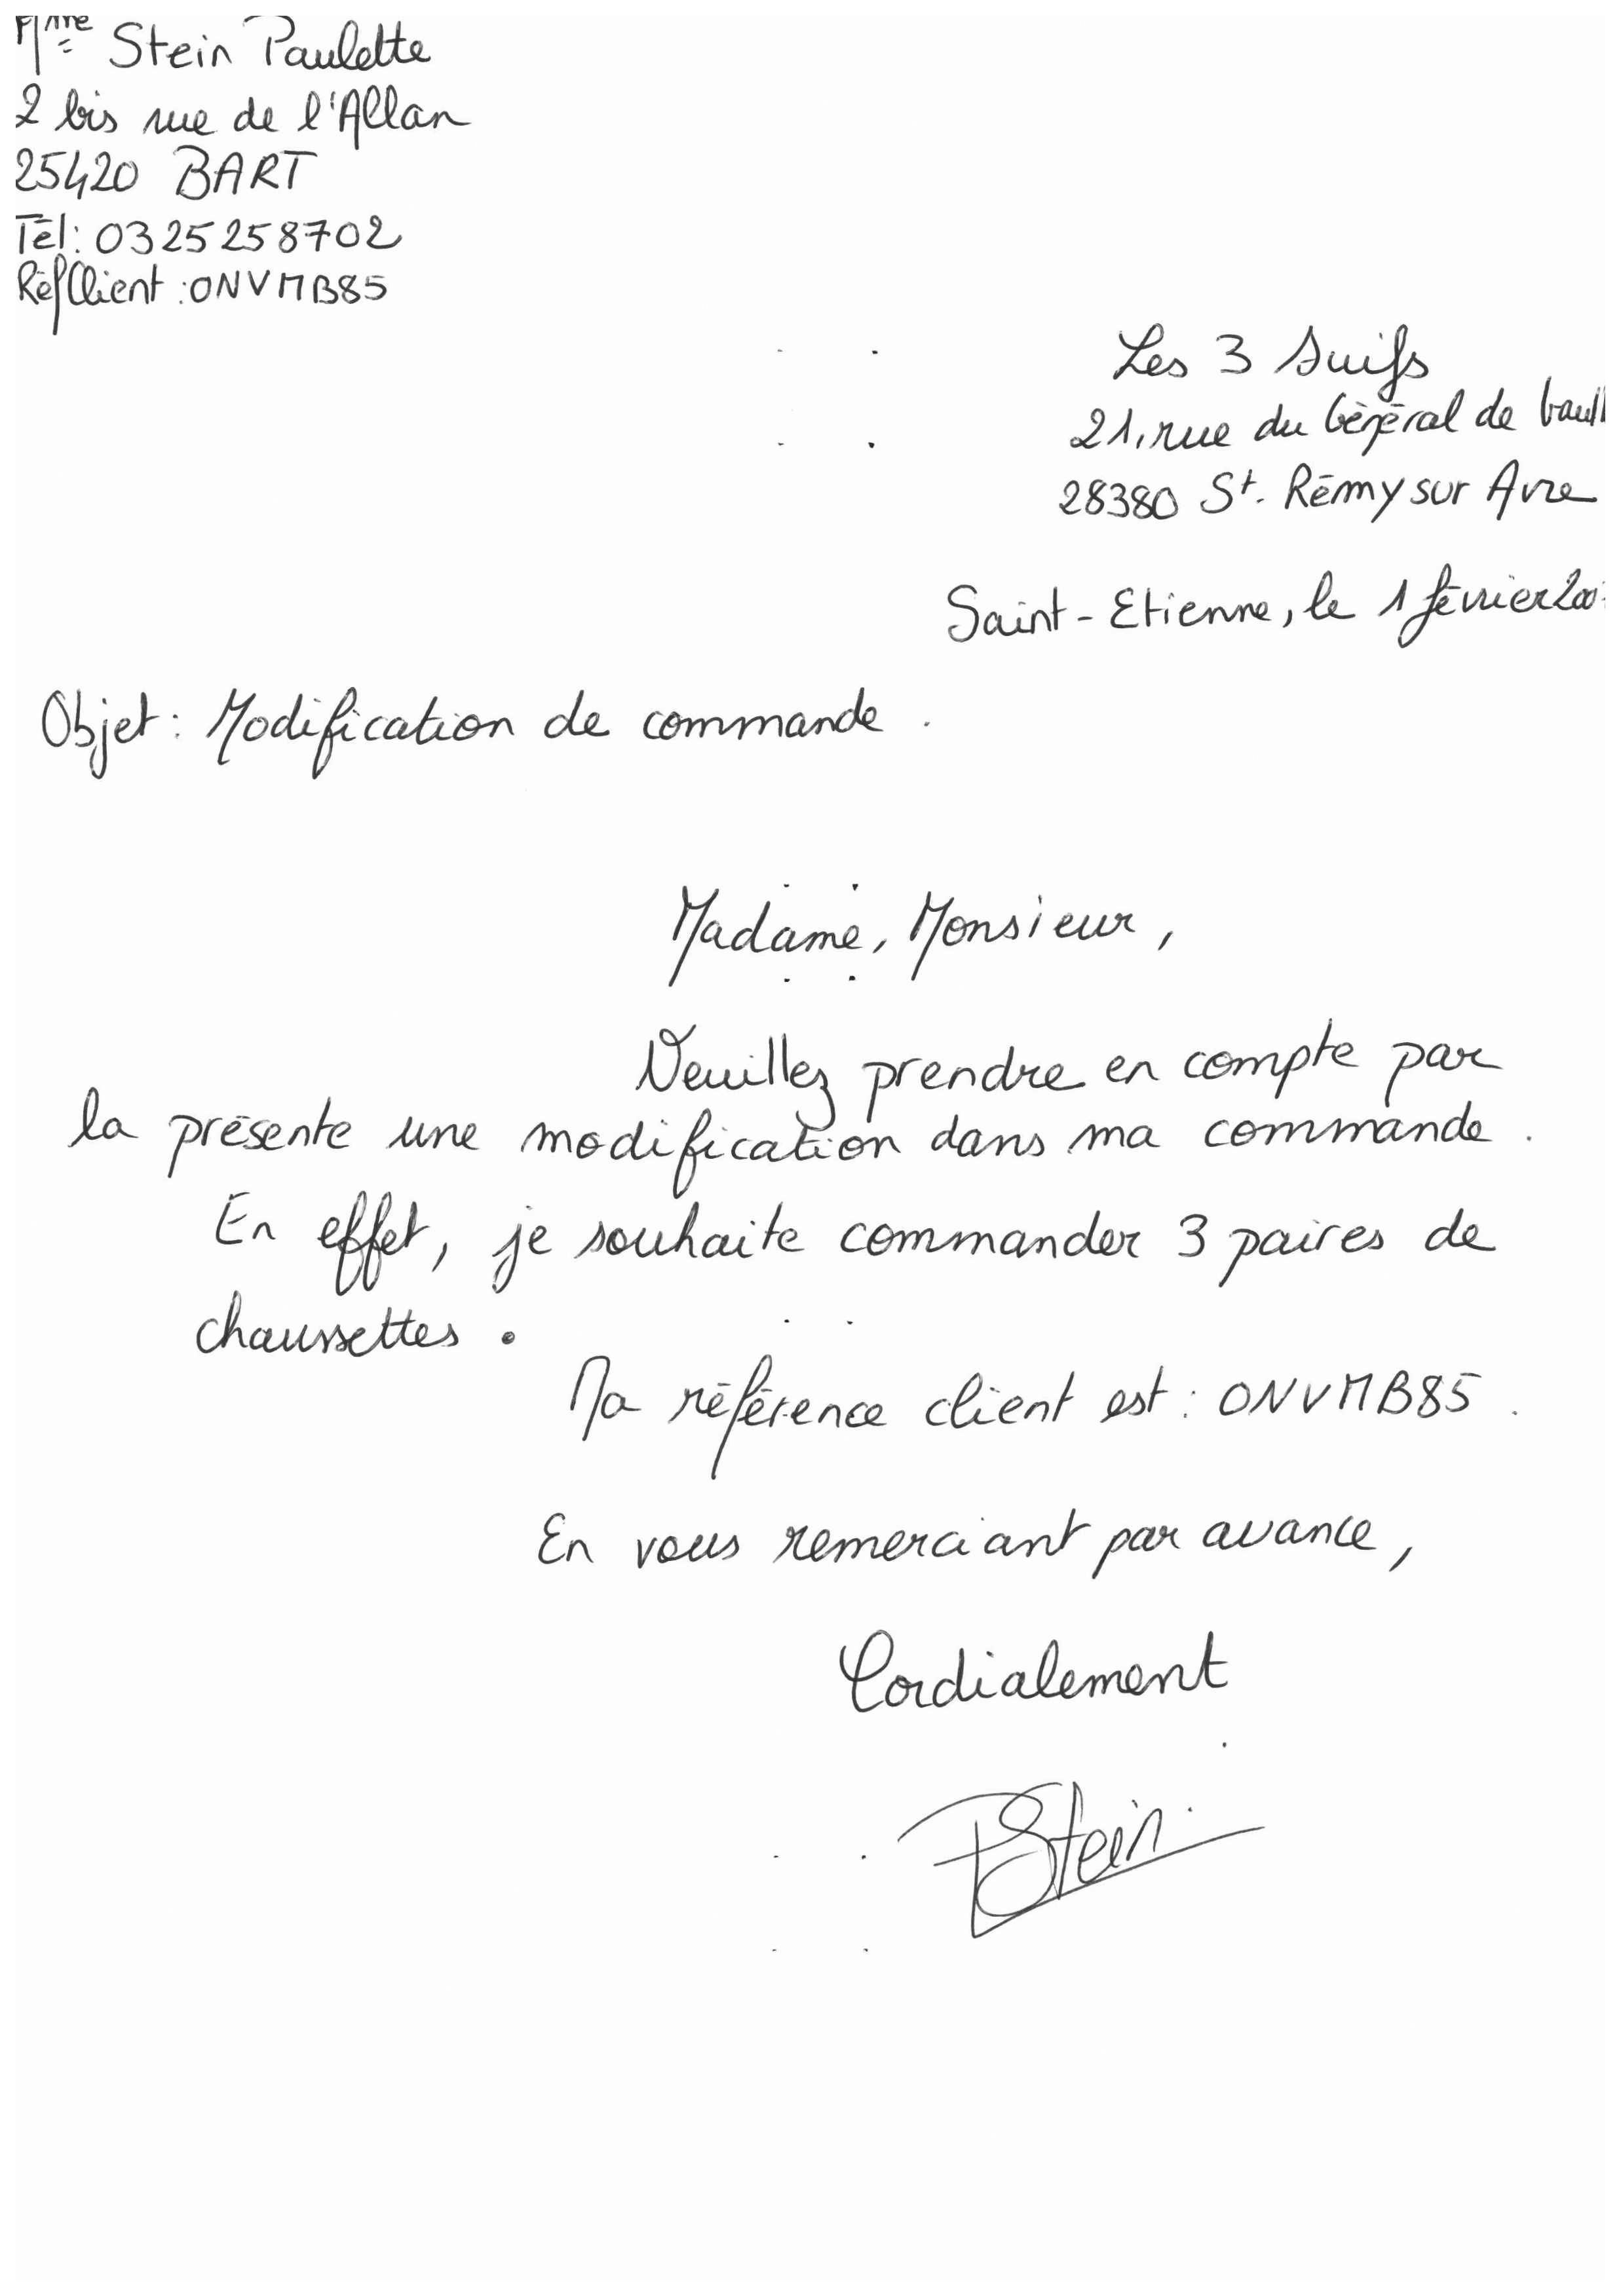 Mme Stein Paulette
2 bis rue de l'Allan
25420 BART
Tél: 0325258702
Réf Client : ONVMB85
Les 3 Suifs
21, rue du Général de Gaull
28380 St. Rémy sur Avre
Saint-Etienne, le 1 février 200
Objet : Modification de commande.
Madame, Monsieur,
Veuillez prendre en compte par
la présente une modification dans ma commande.
En effet, je souhaite commander 3 paires de
chaussettes.
Ma référence client est : ONVMB85.
En vous remerciant par avance,
Cordialement
PStein